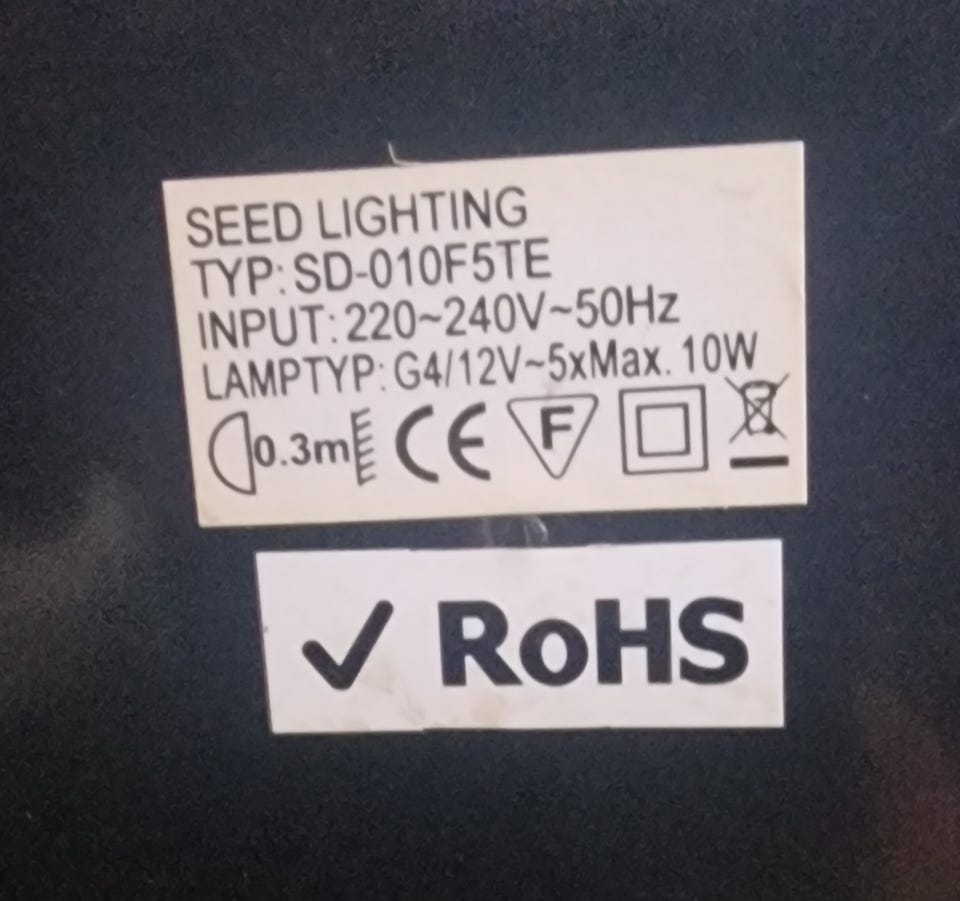 SEED LIGHTING
TYP: SD-010F5TE
INPUT: 220~240V~50Hz
LAMPTYP: G4/12V~5xMax. 10W
0.3m CE F
✓ RoHS